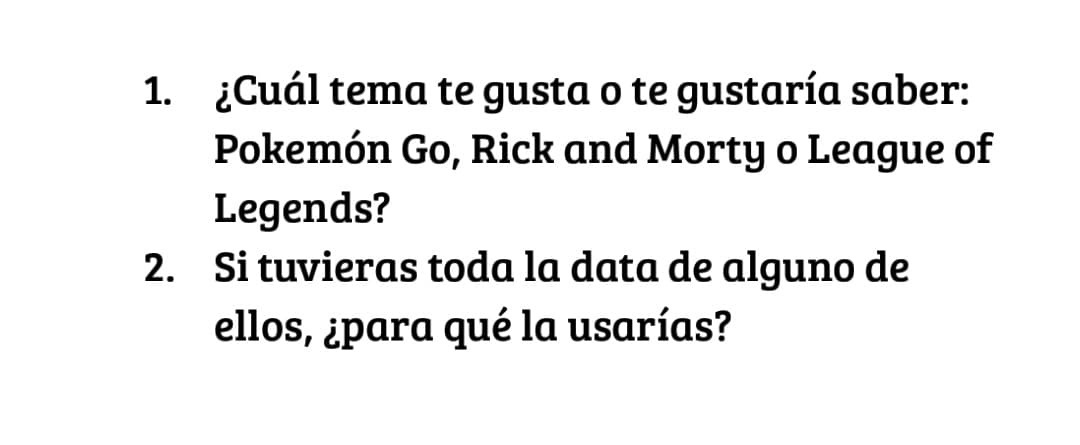 1. ¿Cuál tema te gusta o te gustaría saber:
Pokemón Go, Rick and Morty o League of
Legends?
2. Si tuvieras toda la data de alguno de
ellos, ¿para qué la usarías?